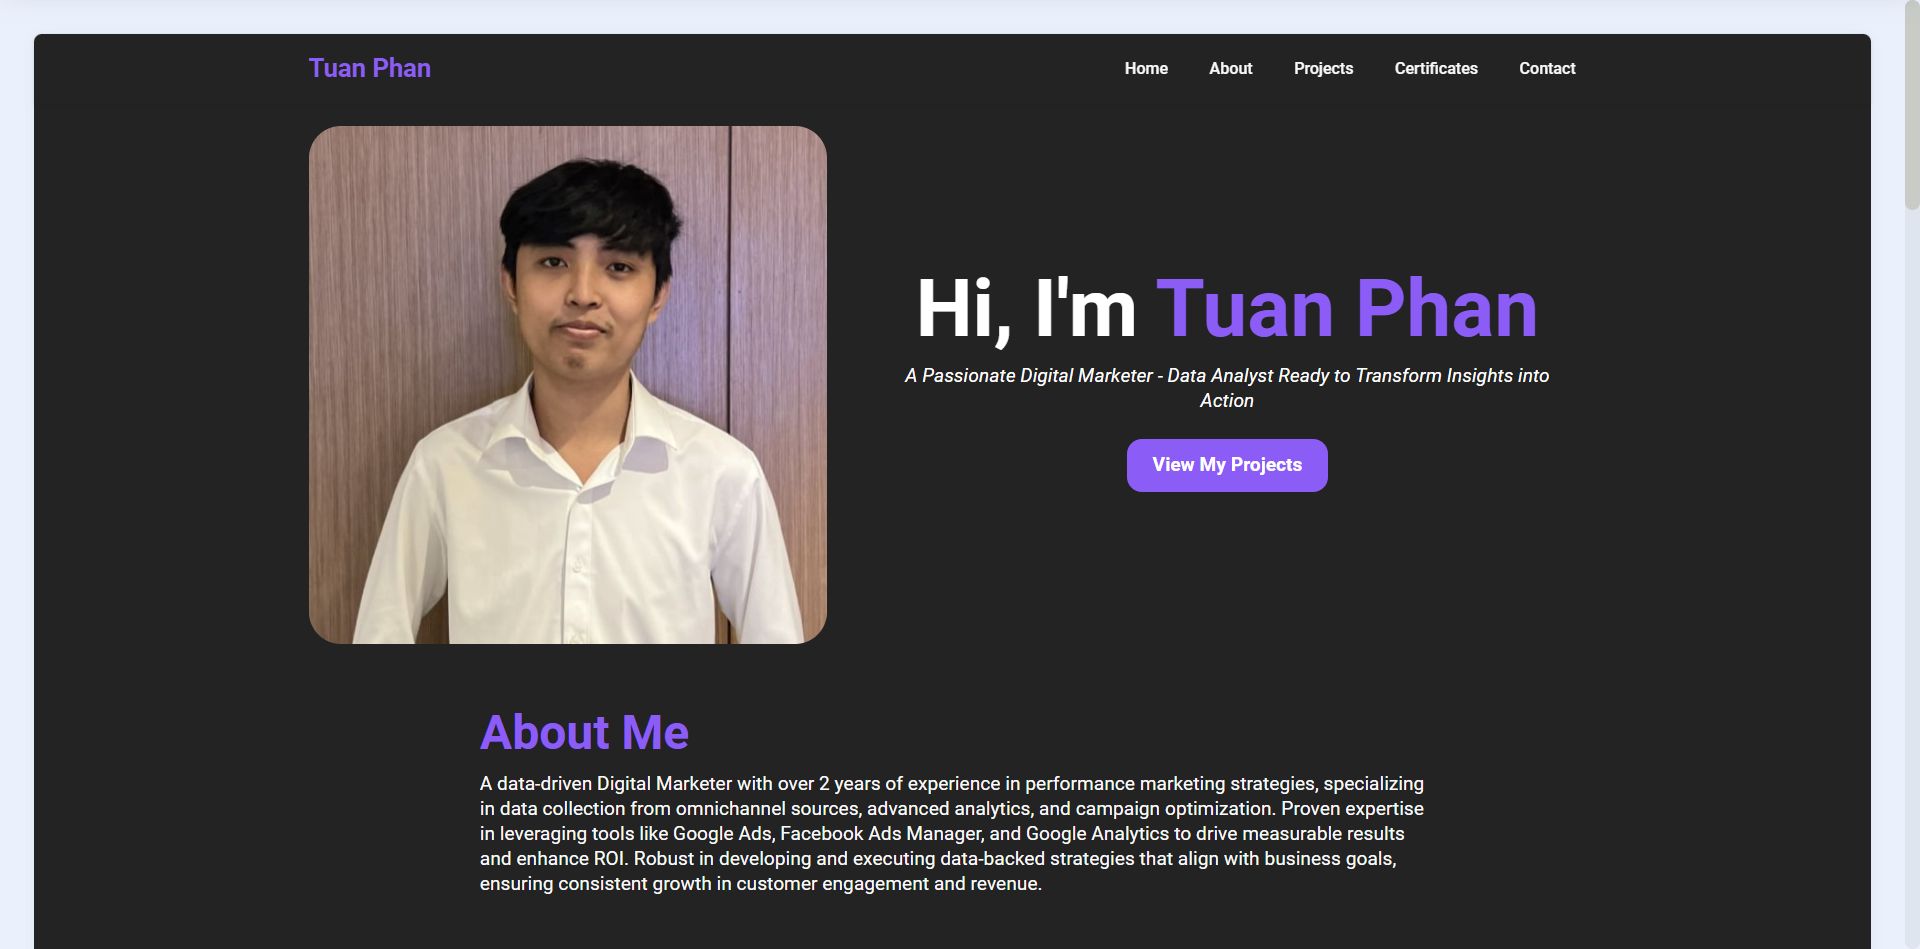 Tuan Phan
Home About Projects Certificates Contact
Hi, I'm Tuan Phan
A Passionate Digital Marketer - Data Analyst Ready to Transform Insights into
Action
View My Projects
About Me
A data-driven Digital Marketer with over 2 years of experience in performance marketing strategies, specializing
in data collection from omnichannel sources, advanced analytics, and campaign optimization. Proven expertise
in leveraging tools like Google Ads, Facebook Ads Manager, and Google Analytics to drive measurable results
and enhance ROI. Robust in developing and executing data-backed strategies that align with business goals,
ensuring consistent growth in customer engagement and revenue.